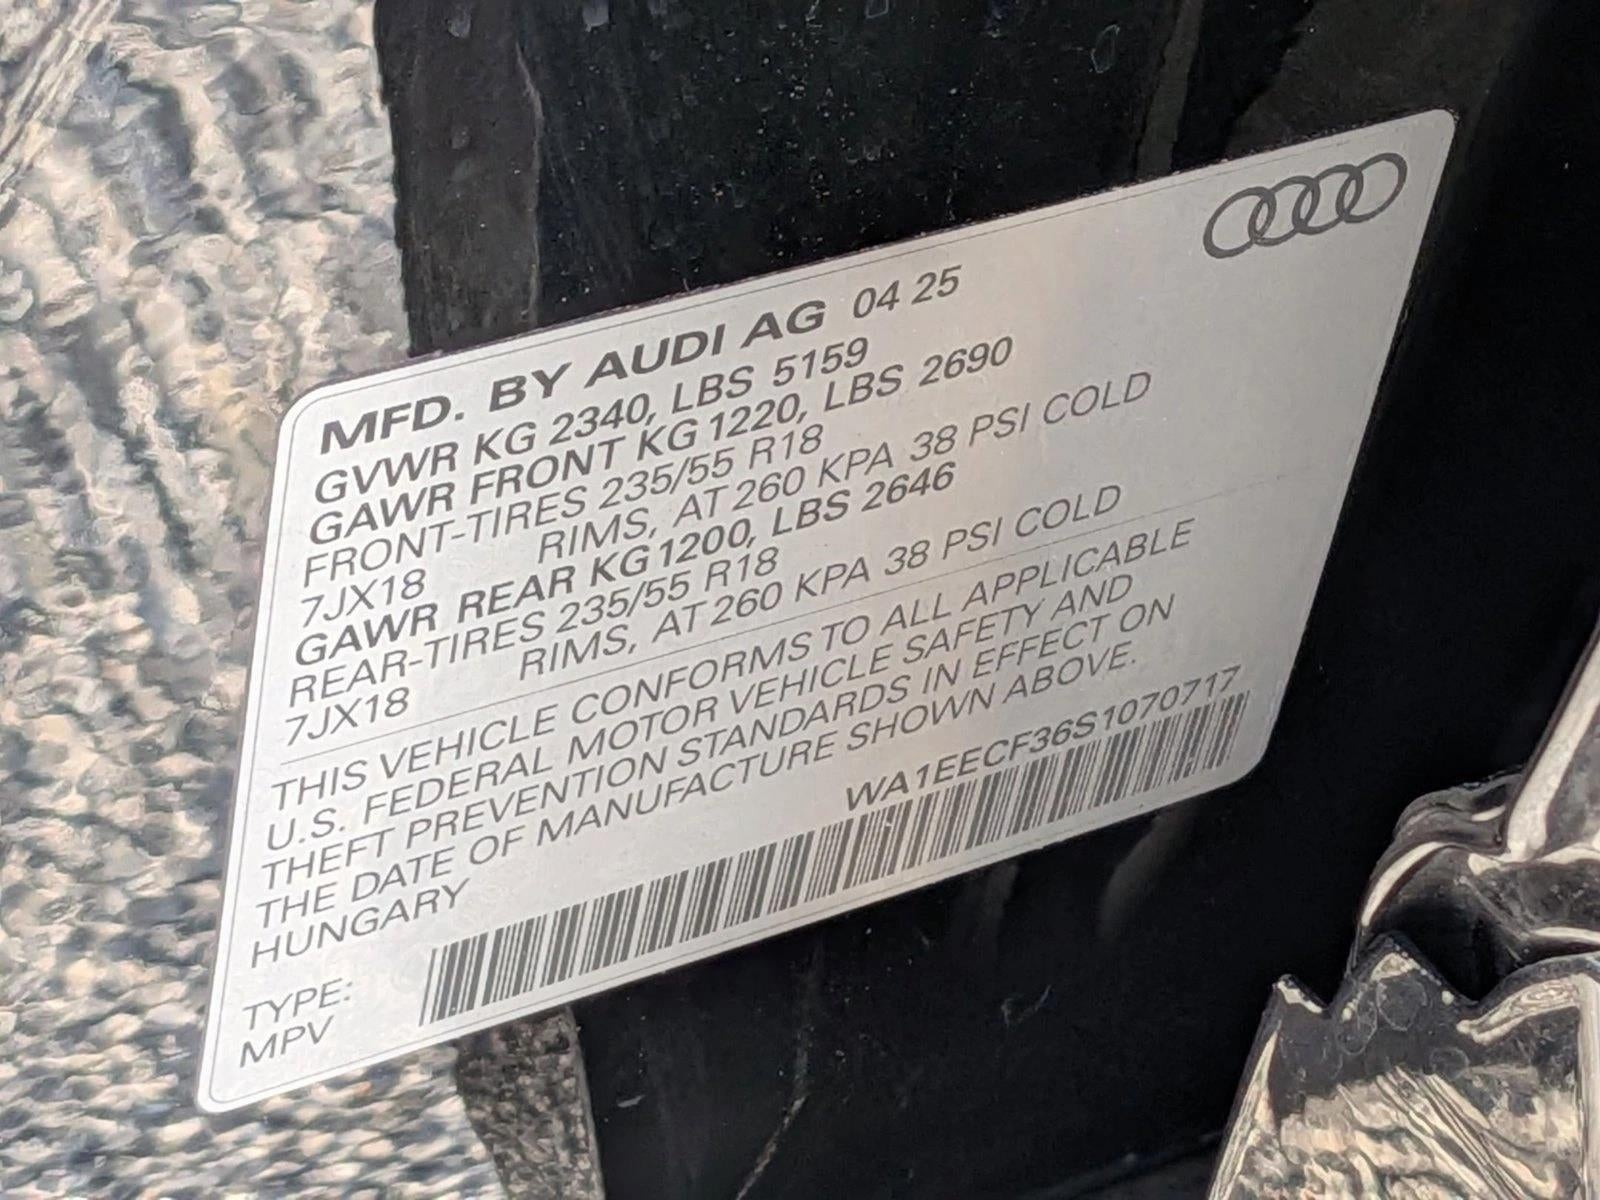 MFD. BY AUDI AG 04 25
GVWR KG 2340, LBS 5159
GAWR FRONT KG 1220, LBS 2690
FRONT-TIRES 235/55 R18
7JX18 RIMS, AT 260 KPA 38 PSI COLD
GAWR REAR KG 1200, LBS 2646
REAR-TIRES 235/55 R18
7JX18 RIMS, AT 260 KPA 38 PSI COLD
THIS VEHICLE CONFORMS TO ALL APPLICABLE
U.S. FEDERAL MOTOR VEHICLE SAFETY AND
THEFT PREVENTION STANDARDS IN EFFECT ON
THE DATE OF MANUFACTURE SHOWN ABOVE.
HUNGARY
WA1EECF36S1070717
TYPE:
MPV